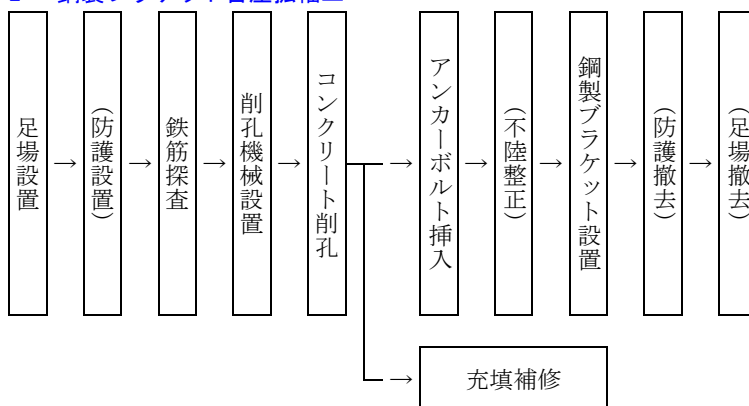 足場設置
→
(防護設置)
→
鉄筋探査
→
削孔機械設置
→
コンクリート削孔
→
アンカーボルト挿入
→
(不陸整正)
→
鋼製ブラケット設置
→
(防護撤去)
→
(足場撤去)
→
充填補修